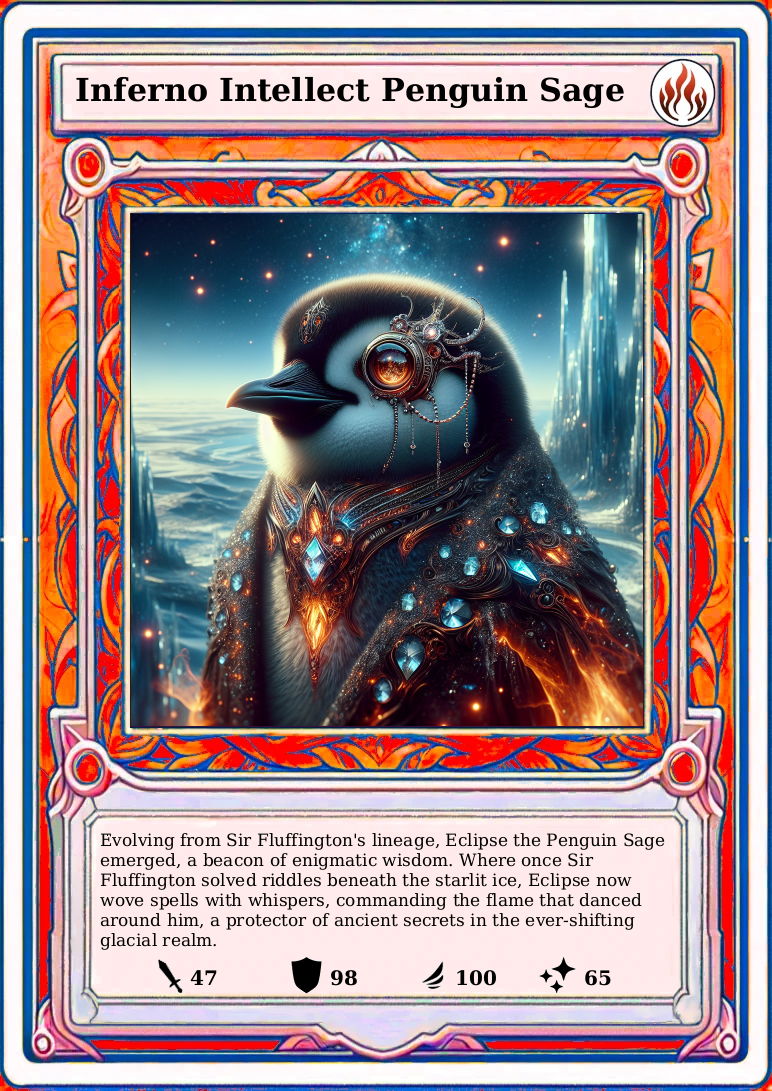 Inferno Intellect Penguin Sage
Evolving from Sir Fluffington's lineage, Eclipse the Penguin Sage
emerged, a beacon of enigmatic wisdom. Where once Sir
Fluffington solved riddles beneath the starlit ice, Eclipse now
wove spells with whispers, commanding the flame that danced
around him, a protector of ancient secrets in the ever-shifting
glacial realm.
47 98 100 65